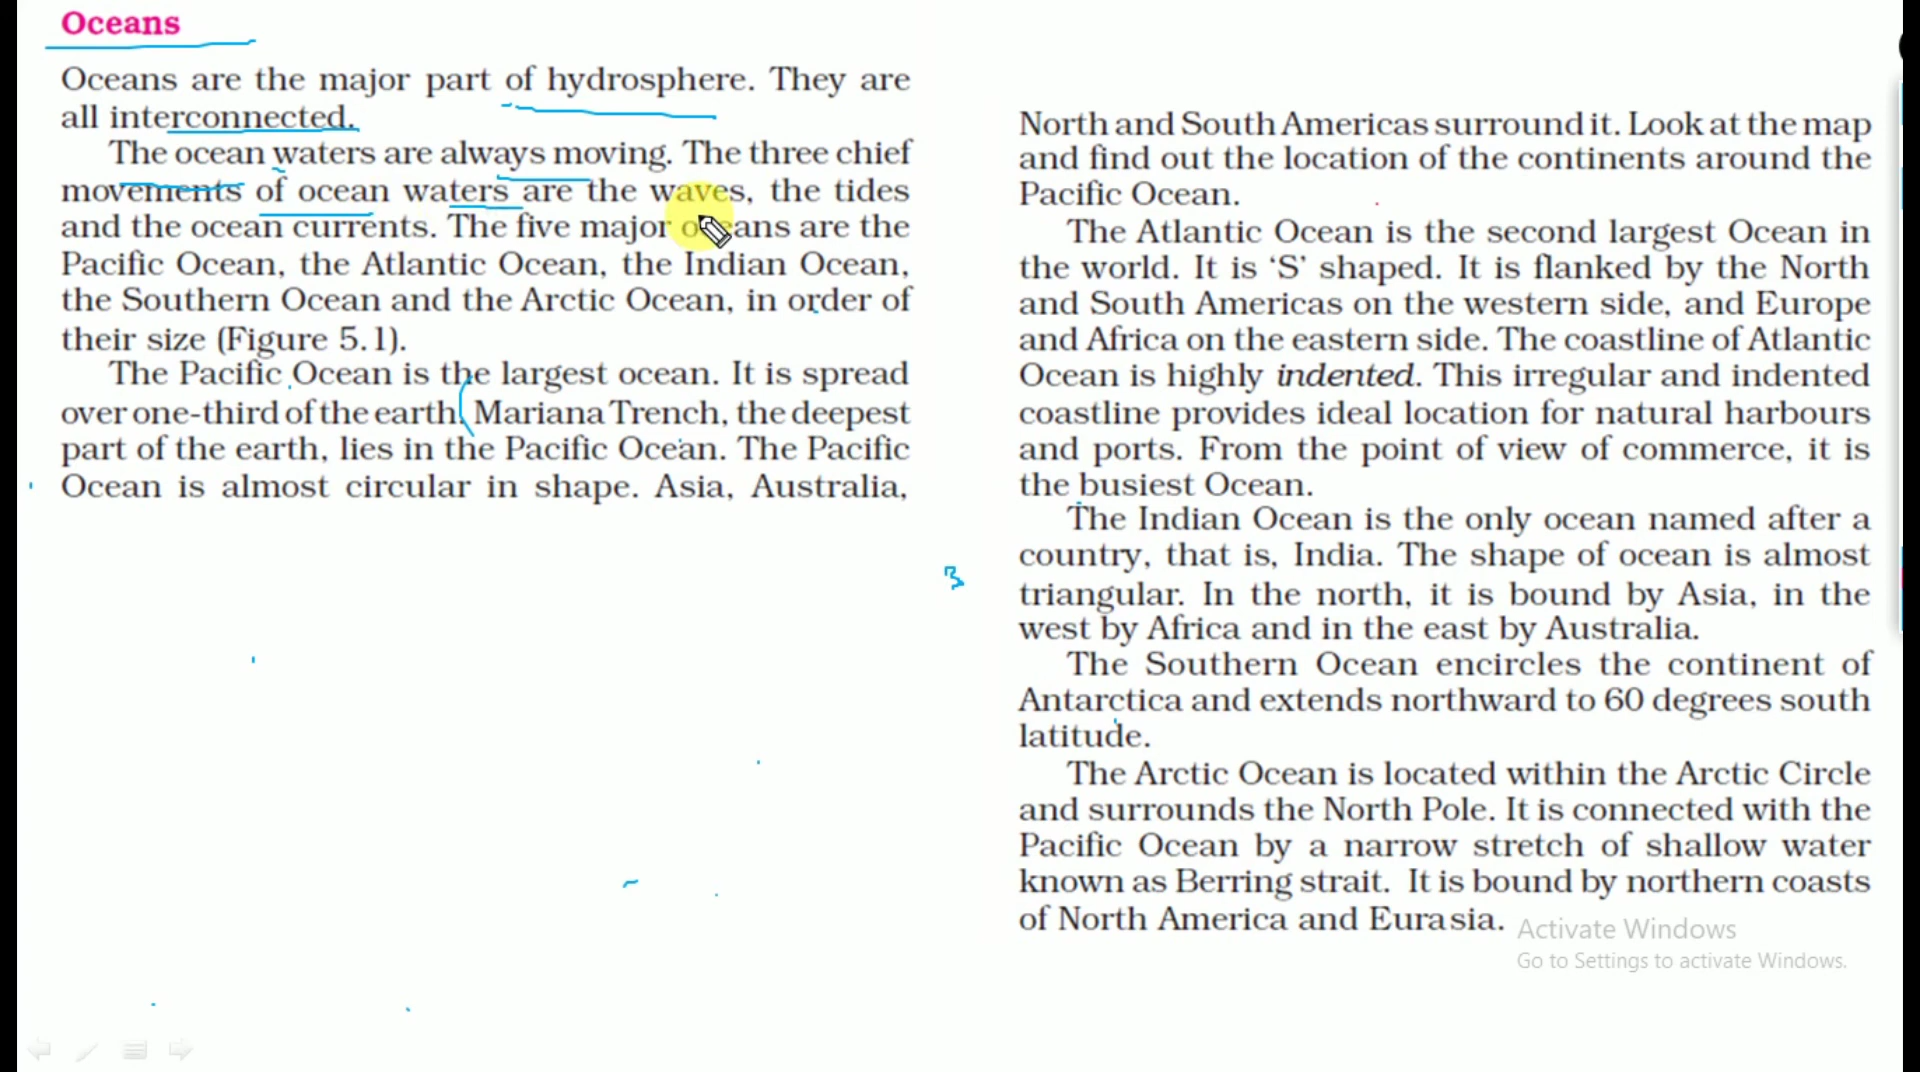 Oceans
Oceans are the major part of hydrosphere. They are
all interconnected.
The ocean waters are always moving. The three chief
movements of ocean waters are the waves, the tides
and the ocean currents. The five major oceans are the
Pacific Ocean, the Atlantic Ocean, the Indian Ocean,
the Southern Ocean and the Arctic Ocean, in order of
their size (Figure 5.1).
The Pacific Ocean is the largest ocean. It is spread
over one-third of the earth. Mariana Trench, the deepest
part of the earth, lies in the Pacific Ocean. The Pacific
Ocean is almost circular in shape. Asia, Australia,
North and South Americas surround it. Look at the map
and find out the location of the continents around the
Pacific Ocean.
The Atlantic Ocean is the second largest Ocean in
the world. It is ‘S’ shaped. It is flanked by the North
and South Americas on the western side, and Europe
and Africa on the eastern side. The coastline of Atlantic
Ocean is highly indented. This irregular and indented
coastline provides ideal location for natural harbours
and ports. From the point of view of commerce, it is
the busiest Ocean.
The Indian Ocean is the only ocean named after a
country, that is, India. The shape of ocean is almost
triangular. In the north, it is bound by Asia, in the
west by Africa and in the east by Australia.
The Southern Ocean encircles the continent of
Antarctica and extends northward to 60 degrees south
latitude.
The Arctic Ocean is located within the Arctic Circle
and surrounds the North Pole. It is connected with the
Pacific Ocean by a narrow stretch of shallow water
known as Berring strait. It is bound by northern coasts
of North America and Eurasia.
Activate Windows
Go to Settings to activate Windows.